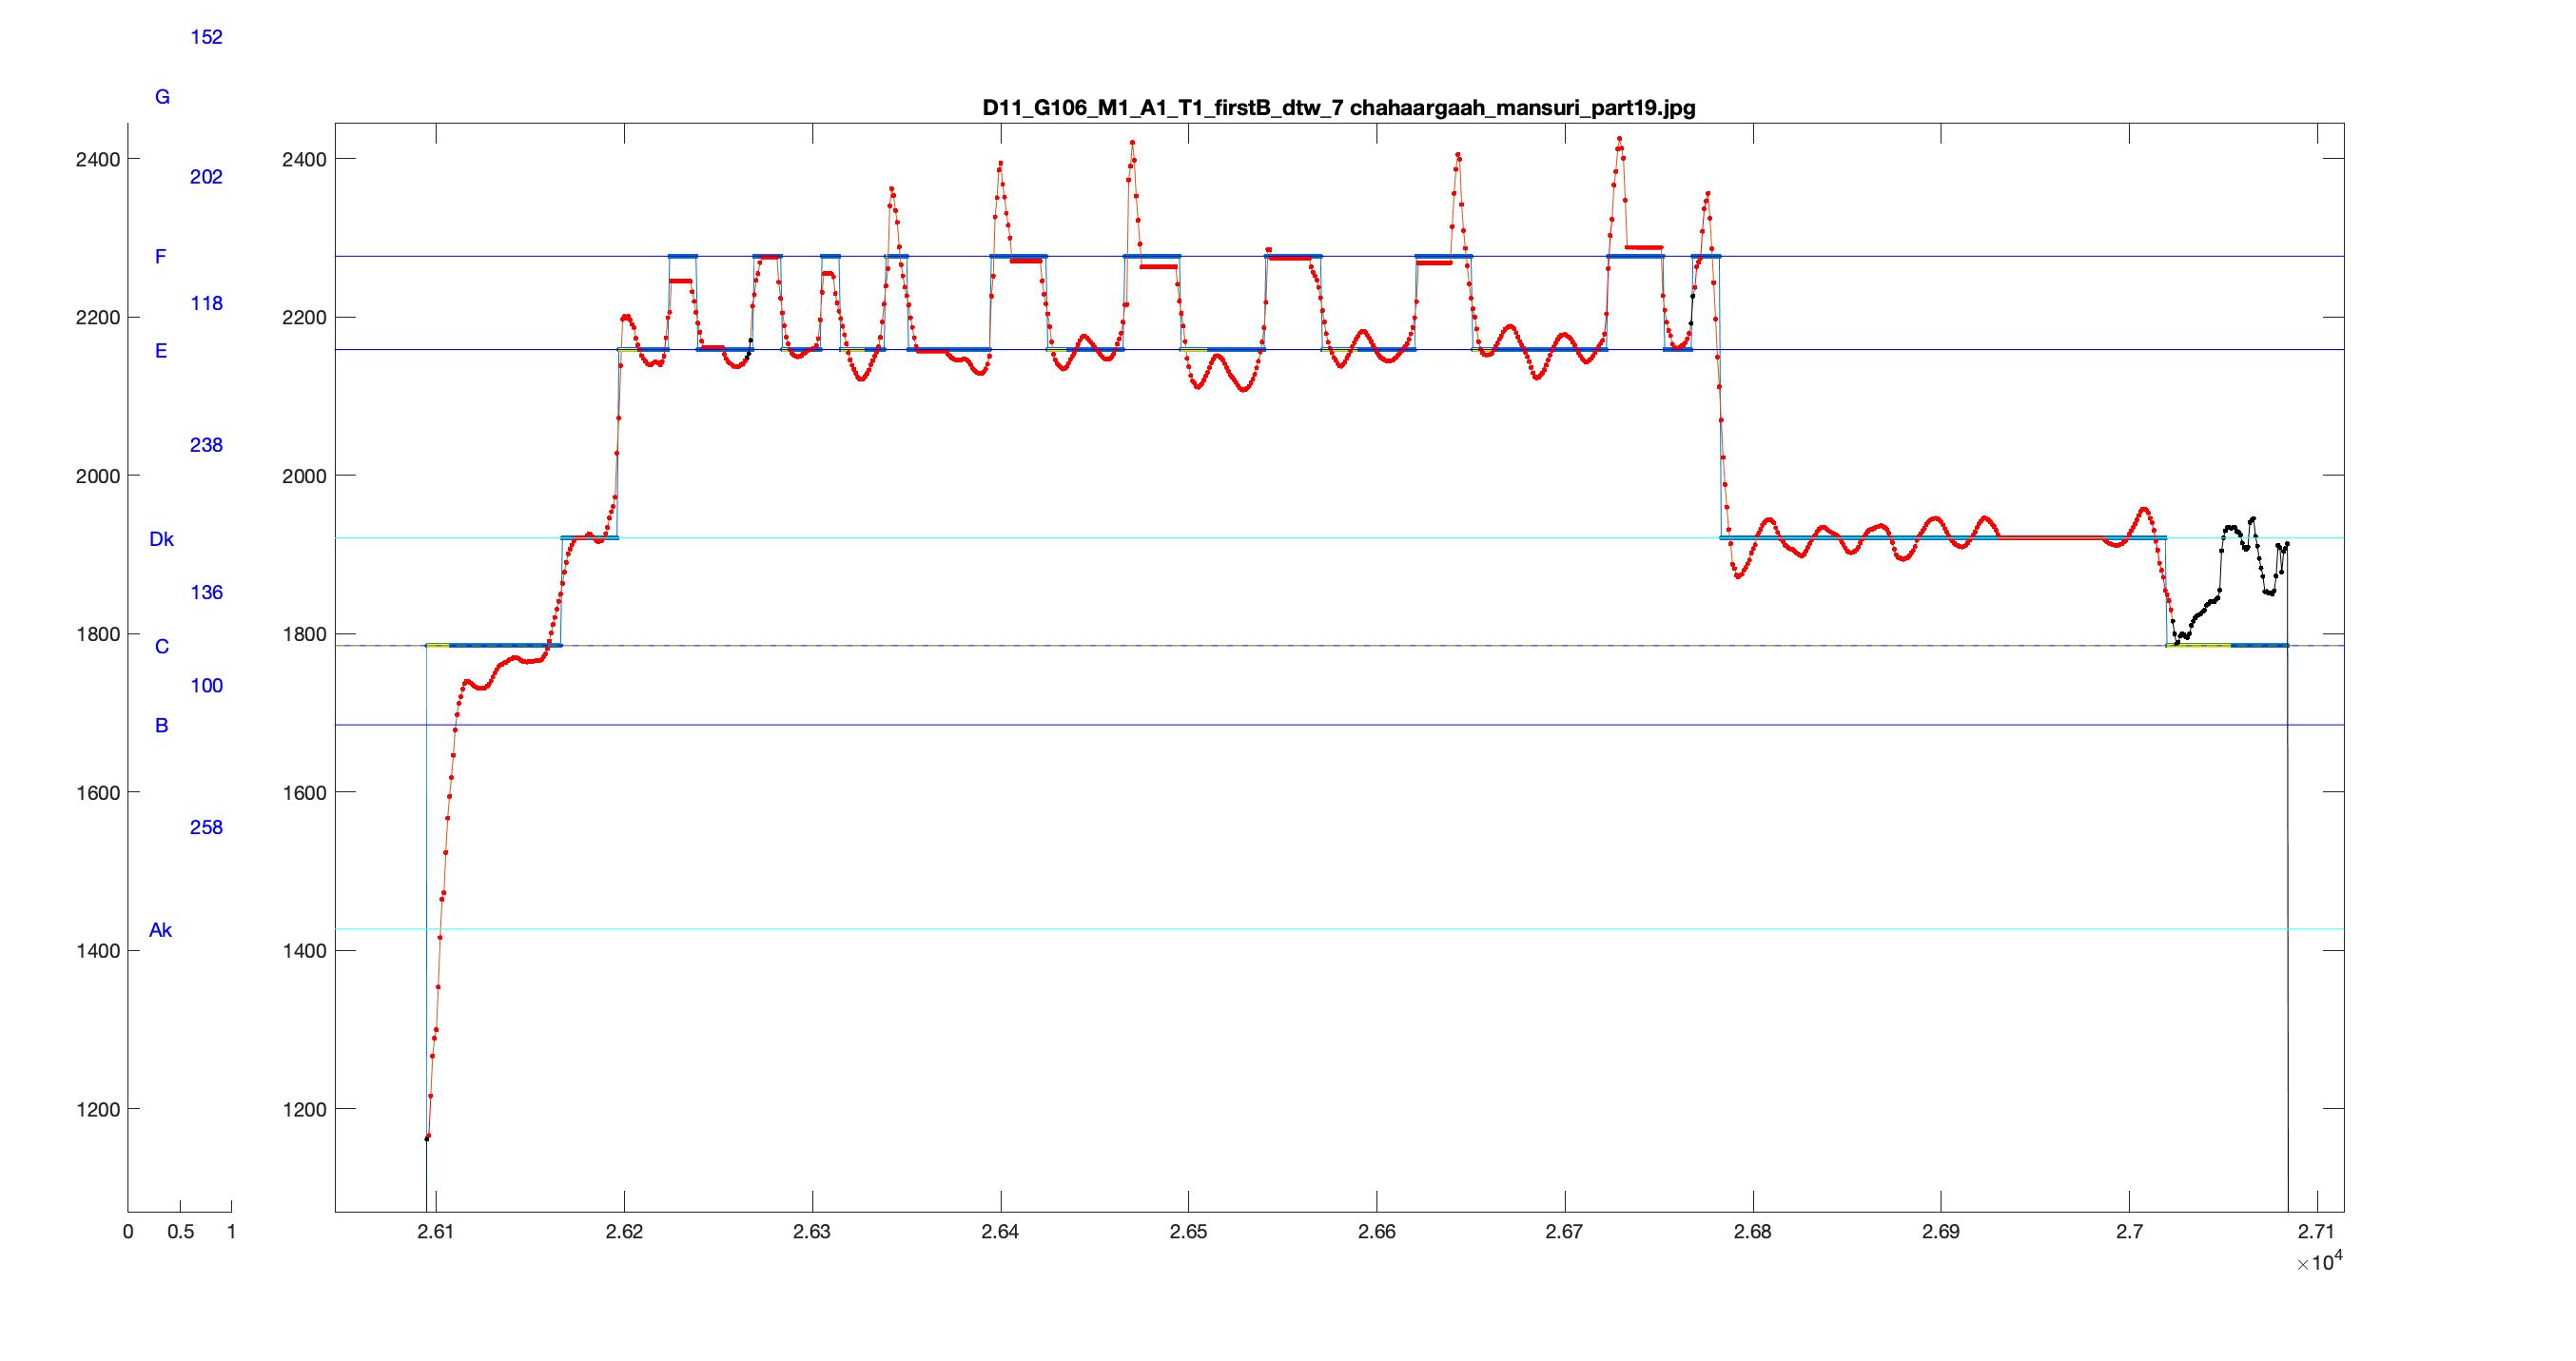 152
G
D11_G106_M1_A1_T1_firstB_dtw_7 chahaargaah_mansuri_part19.jpg
2400 202 2400
F
118
2200 2200
E
238
2000 2000
Dk
136
1800 1800
C
100
B
1600 1600
258
Ak
1400 1400
1200 1200
0 0.5 1 2.61 2.62 2.63 2.64 2.65 2.66 2.67 2.68 2.69 2.7 2.71
×10⁴